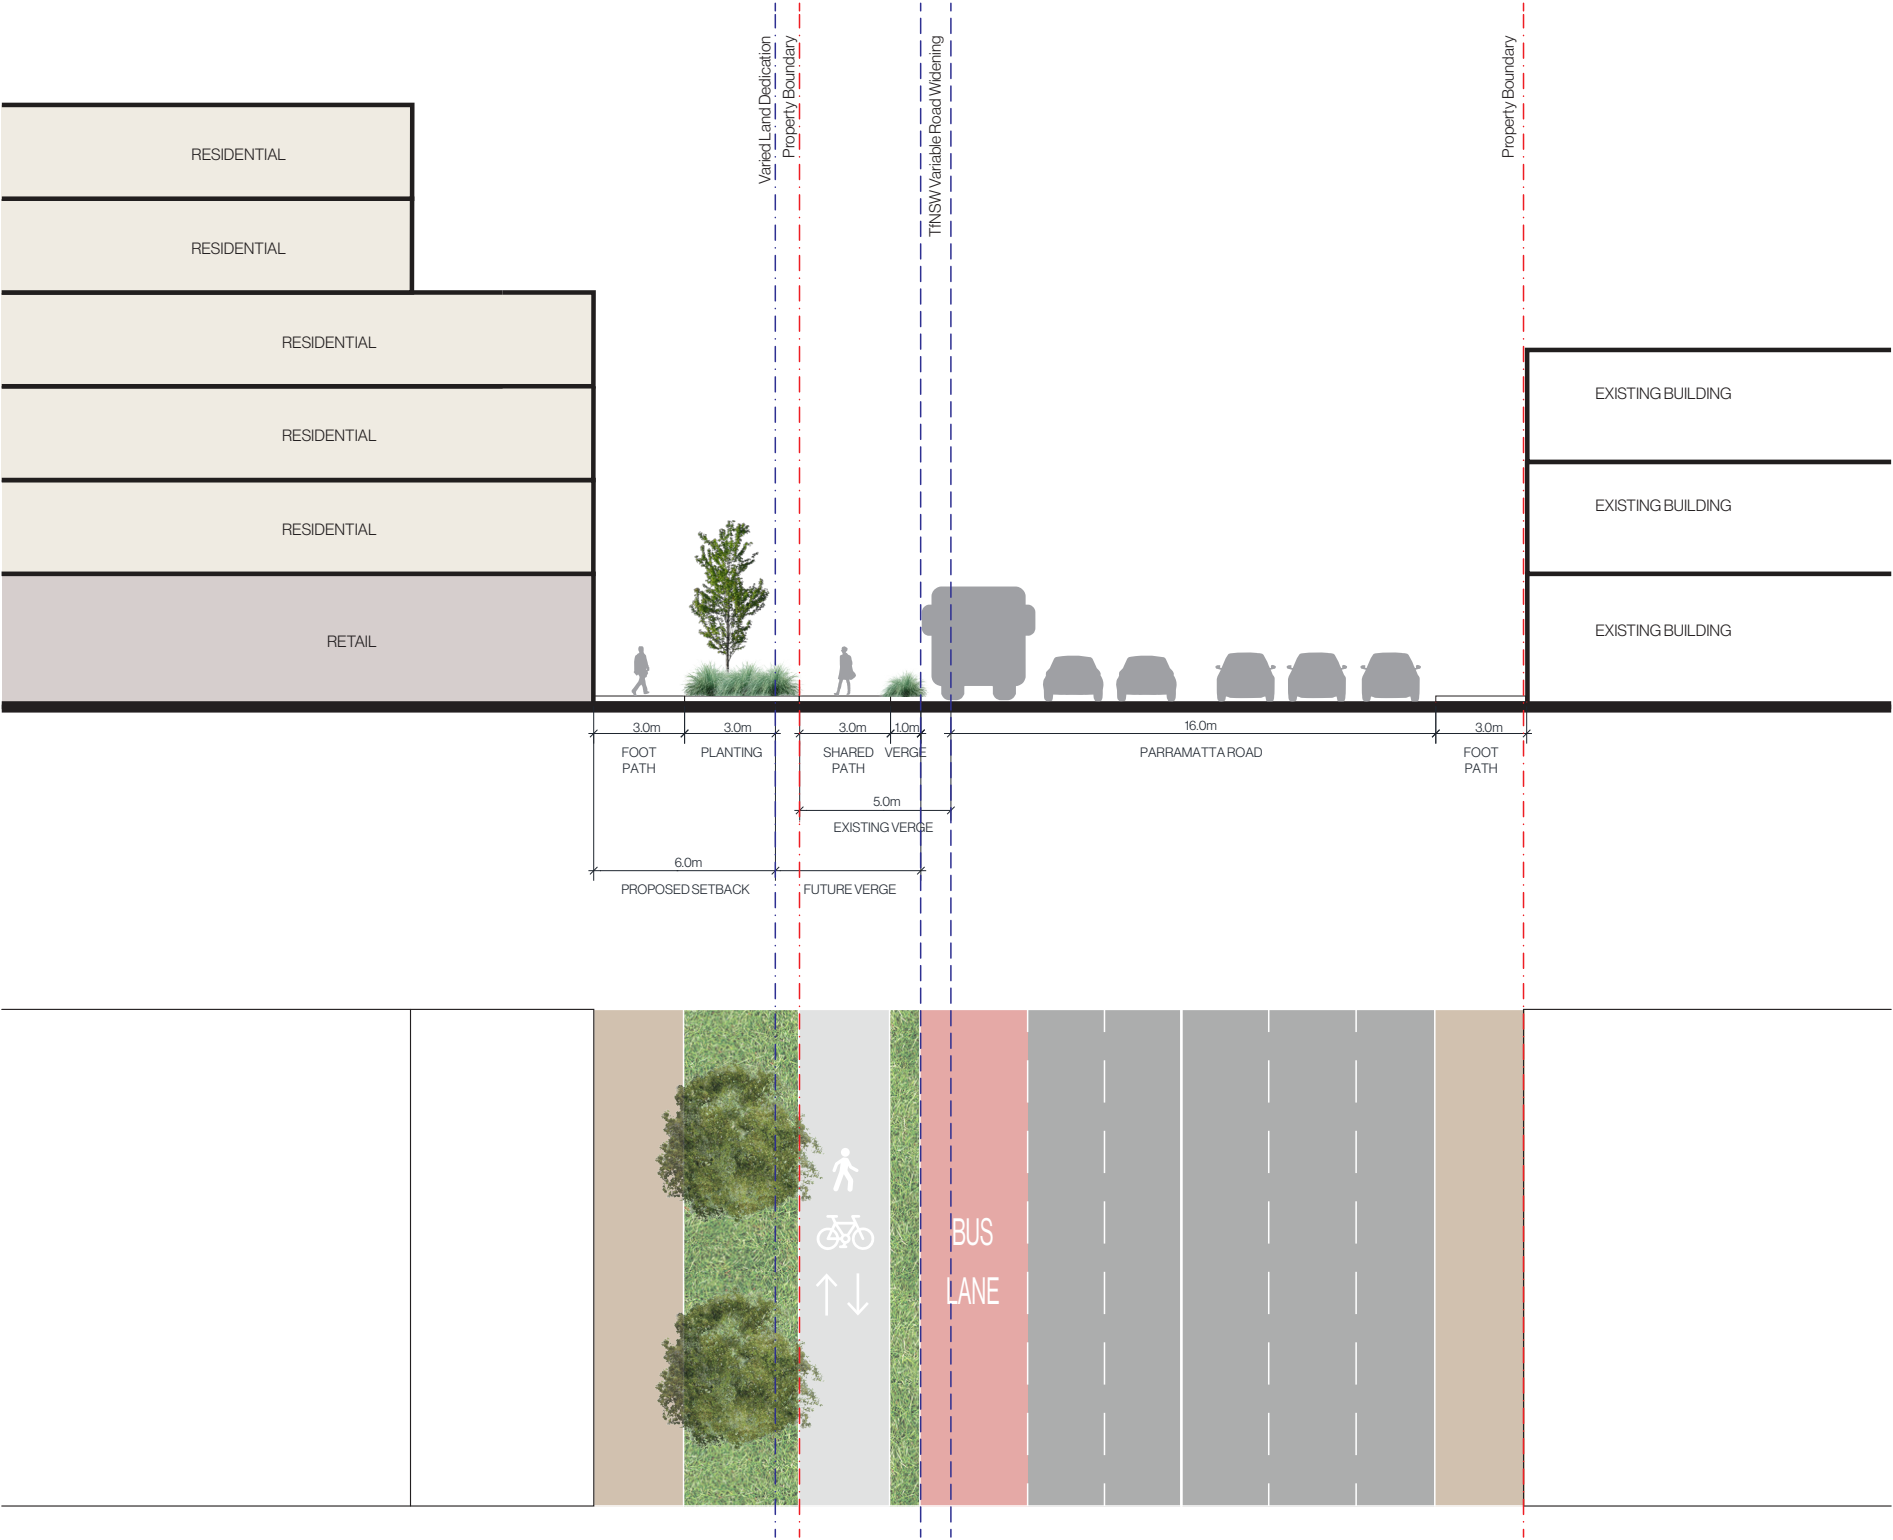 Varied Land Dedication
Property Boundary
TfNSW Variable Road Widening
Property Boundary
RESIDENTIAL
RESIDENTIAL
RESIDENTIAL
RESIDENTIAL
RESIDENTIAL
RETAIL
EXISTING BUILDING
EXISTING BUILDING
EXISTING BUILDING
3.0m
3.0m
3.0m
1.0m
16.0m
3.0m
FOOT
PATH
PLANTING
SHARED
PATH
VERGE
PARRAMATTA ROAD
FOOT
PATH
5.0m
EXISTING VERGE
6.0m
PROPOSED SETBACK
FUTURE VERGE
BUS
LANE